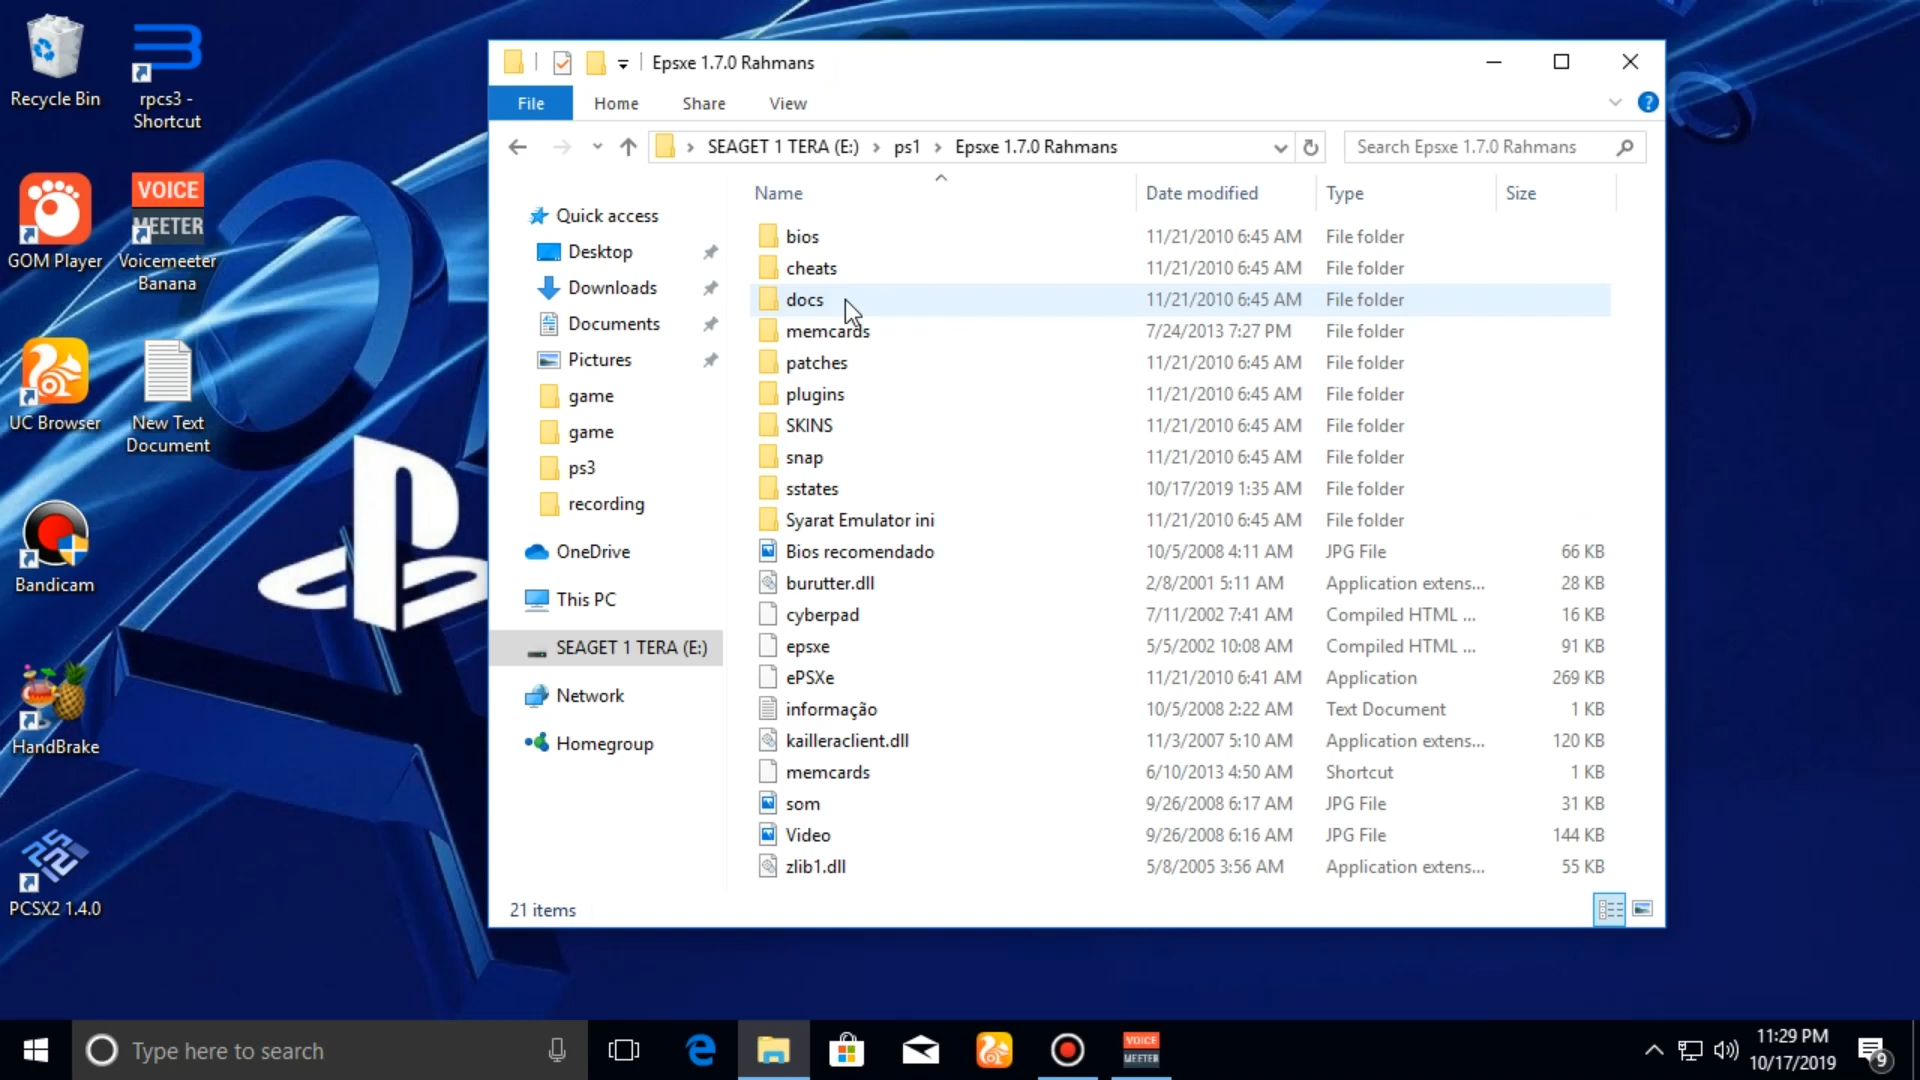 Recycle Bin
rpcs3 -
Shortcut
GOM Player
VOICE
MEETER
Voicemeeter
Banana
UC Browser
New Text
Document
Bandicam
HandBrake
PCSX2 1.4.0
Epsxe 1.7.0 Rahmans
File Home Share View
SEAGET 1 TERA (E:) ps1 Epsxe 1.7.0 Rahmans
Search Epsxe 1.7.0 Rahmans
Quick access
Desktop
Downloads
Documents
Pictures
game
game
ps3
recording
OneDrive
This PC
SEAGET 1 TERA (E:)
Network
Homegroup
Name Date modified Type Size
bios 11/21/2010 6:45 AM File folder
cheats 11/21/2010 6:45 AM File folder
docs 11/21/2010 6:45 AM File folder
memcards 7/24/2013 7:27 PM File folder
patches 11/21/2010 6:45 AM File folder
plugins 11/21/2010 6:45 AM File folder
SKINS 11/21/2010 6:45 AM File folder
snap 11/21/2010 6:45 AM File folder
sstates 10/17/2019 1:35 AM File folder
Syarat Emulator ini 11/21/2010 6:45 AM File folder
Bios recomendado 10/5/2008 4:11 AM JPG File 66 KB
burutter.dll 2/8/2001 5:11 AM Application extens... 28 KB
cyberpad 7/11/2002 7:41 AM Compiled HTML ... 16 KB
epsxe 5/5/2002 10:08 AM Compiled HTML ... 91 KB
ePSXe 11/21/2010 6:41 AM Application 269 KB
informação 10/5/2008 2:22 AM Text Document 1 KB
kailleraclient.dll 11/3/2007 5:10 AM Application extens... 120 KB
memcards 6/10/2013 4:50 AM Shortcut 1 KB
som 9/26/2008 6:17 AM JPG File 31 KB
Video 9/26/2008 6:16 AM JPG File 144 KB
zlib1.dll 5/8/2005 3:56 AM Application extens... 55 KB
21 items
Type here to search
VOICE
MEETER
11:29 PM
10/17/2019
9